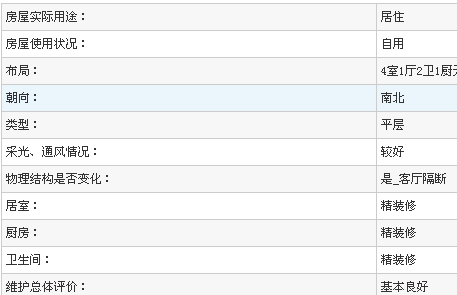 房屋实际用途： 居住
房屋使用状况： 自用
布局： 4室1厅2卫1厨
朝向： 南北
类型： 平层
采光、通风情况： 较好
物理结构是否变化： 是_客厅隔断
居室： 精装修
厨房： 精装修
卫生间： 精装修
维护总体评价： 基本良好